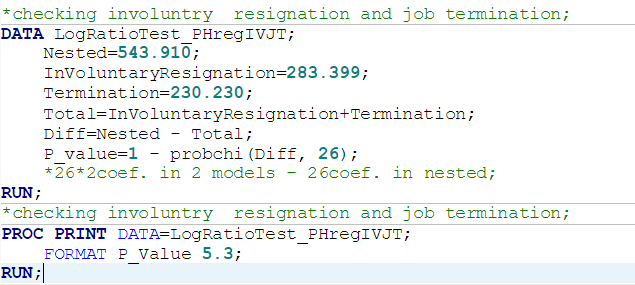 *checking involuntry  resignation and job termination;
DATA LogRatioTest_PHregIVJT;
    Nested=543.910;
    InVoluntaryResignation=283.399;
    Termination=230.230;
    Total=InVoluntaryResignation+Termination;
    Diff=Nested - Total;
    P_value=1 - probchi(Diff, 26);
    *26*2coef. in 2 models - 26coef. in nested;
RUN;
*checking involuntry  resignation and job termination;
PROC PRINT DATA=LogRatioTest_PHregIVJT;
    FORMAT P_Value 5.3;
RUN;